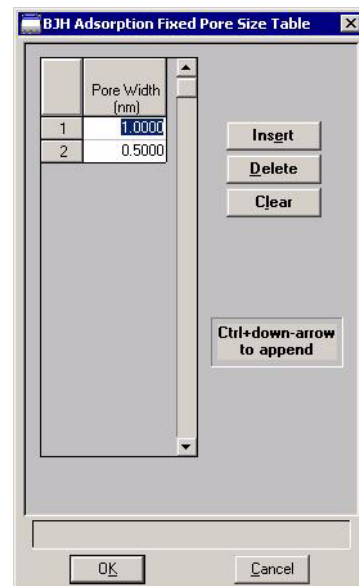 BJH Adsorption Fixed Pore Size Table
Pore Width
(nm)
1 1.0000
2 0.5000
Insert
Delete
Clear
Ctrl+down-arrow
to append
OK
Cancel